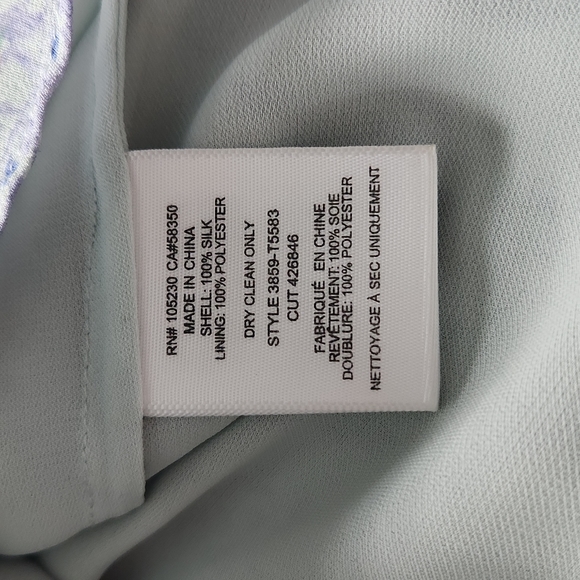 RN# 105230 CA#58350
MADE IN CHINA
SHELL: 100% SILK
LINING: 100% POLYESTER
DRY CLEAN ONLY
STYLE 3859-T5583
CUT 426846
FABRIQUÉ EN CHINE
REVÊTEMENT: 100% SOIE
DOUBLURE: 100% POLYESTER
NETTOYAGE À SEC UNIQUEMENT